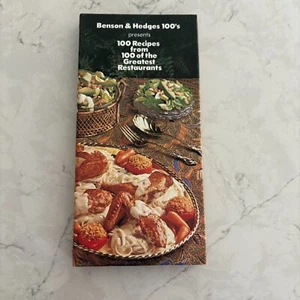 Benson & Hedges 100's
presents
100 Recipes
from
100 of the
Greatest
Restaurants